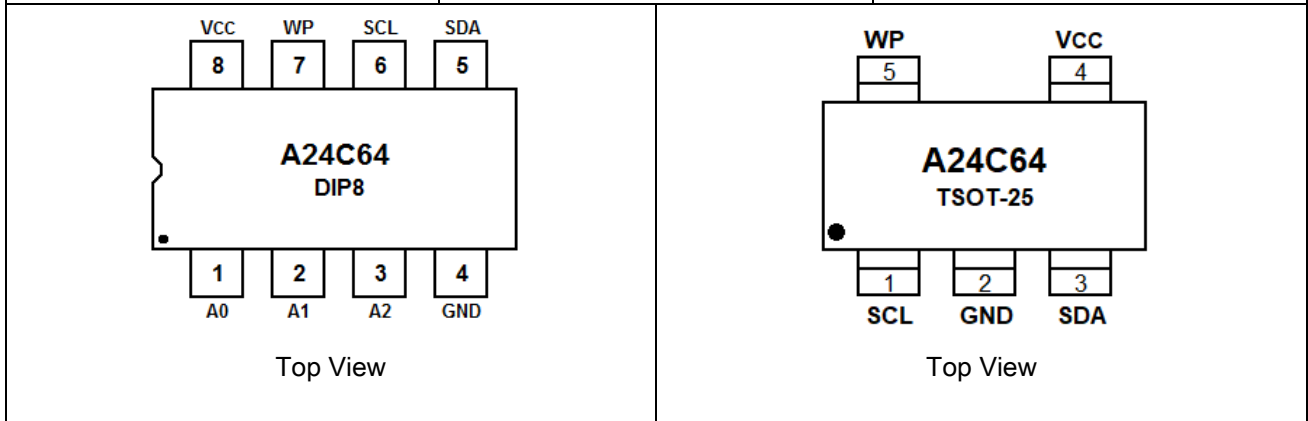 VCC WP SCL SDA
8 7 6 5
A24C64
DIP8
1 2 3 4
A0 A1 A2 GND
Top View
WP VCC
5 4
A24C64
TSOT-25
1 2 3
SCL GND SDA
Top View